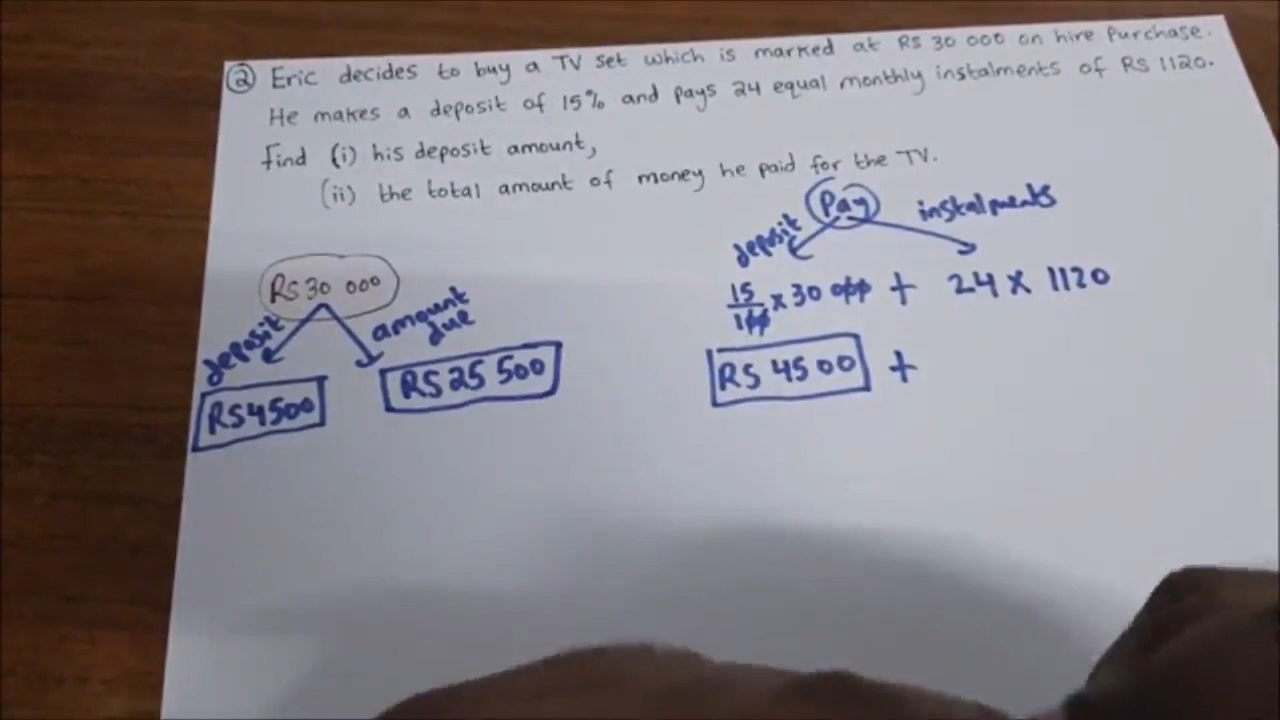 ② Eric decides to buy a TV set which is marked at RS 30 000 on hire Purchase.
He makes a deposit of 15% and pays 24 equal monthly instalments of RS 1120.
Find (i) his deposit amount,
(ii) the total amount of money he paid for the TV.
RS 30 000
deposit
amount due
RS 4500
RS 25 500
Pay
deposit
instalments
15/100 × 30 000 + 24 × 1120
RS 4500 +